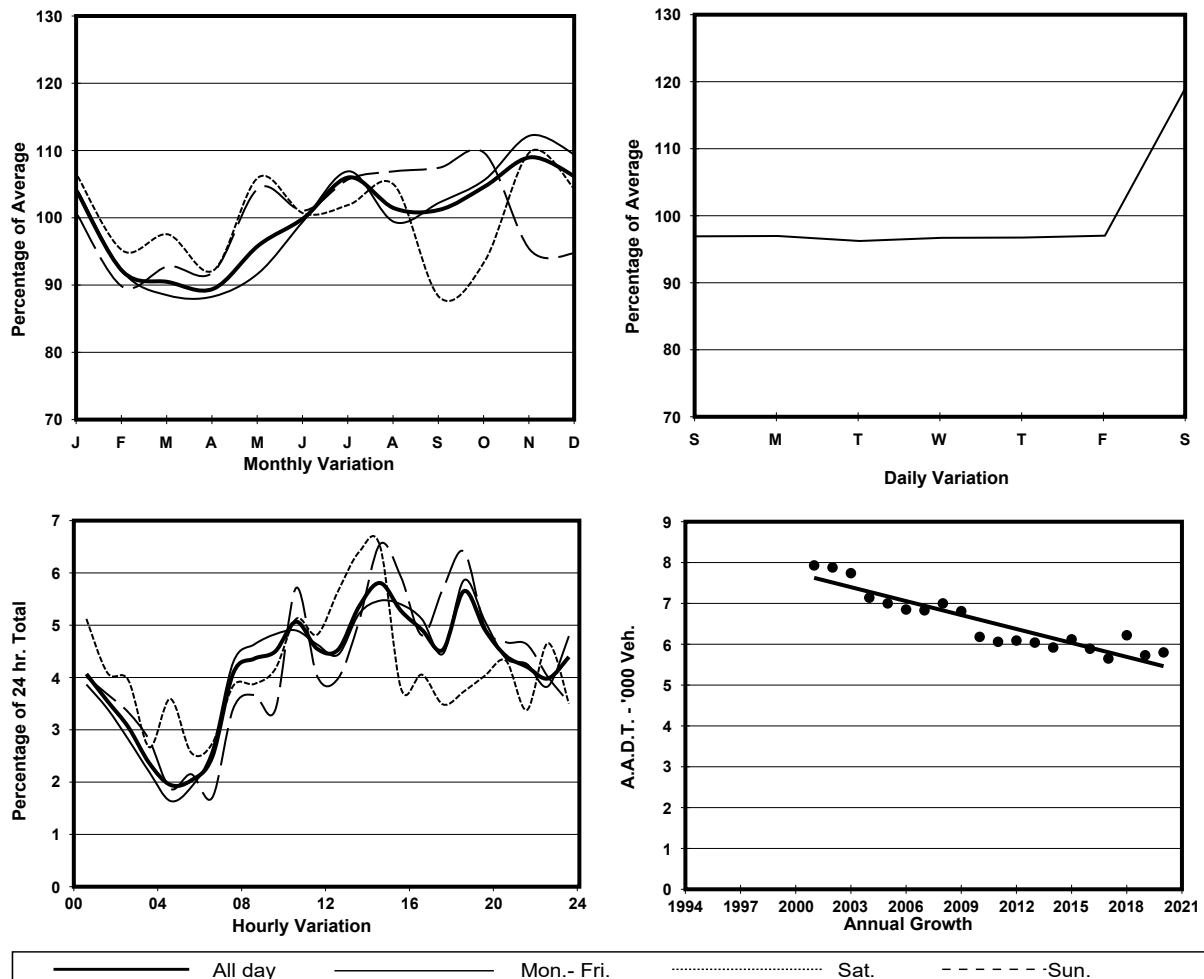 130
120
110
100
90
80
70
Percentage of Average
J F M A M J J A S O N D
Monthly Variation
130
120
110
100
90
80
70
Percentage of Average
S M T W T F S
Daily Variation
7
6
5
4
3
2
1
0
Percentage of 24 hr. Total
00 04 08 12 16 20 24
Hourly Variation
9
8
7
6
5
4
3
2
1
0
A.A.D.T. - '000 Veh.
1994 1997 2000 2003 2006 2009 2012 2015 2018 2021
Annual Growth
All day Mon.- Fri. Sat. Sun.